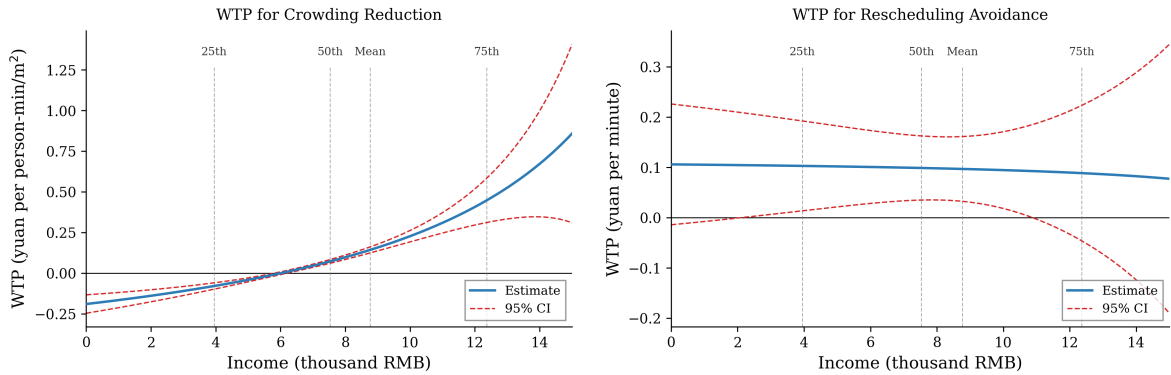 WTP for Crowding Reduction
WTP (yuan per person-min/m²)
1.25
1.00
0.75
0.50
0.25
0.00
−0.25
25th 50th Mean 75th
Estimate
95% CI
0 2 4 6 8 10 12 14
Income (thousand RMB)
WTP for Rescheduling Avoidance
WTP (yuan per minute)
0.3
0.2
0.1
0.0
−0.1
−0.2
25th 50th Mean 75th
Estimate
95% CI
0 2 4 6 8 10 12 14
Income (thousand RMB)